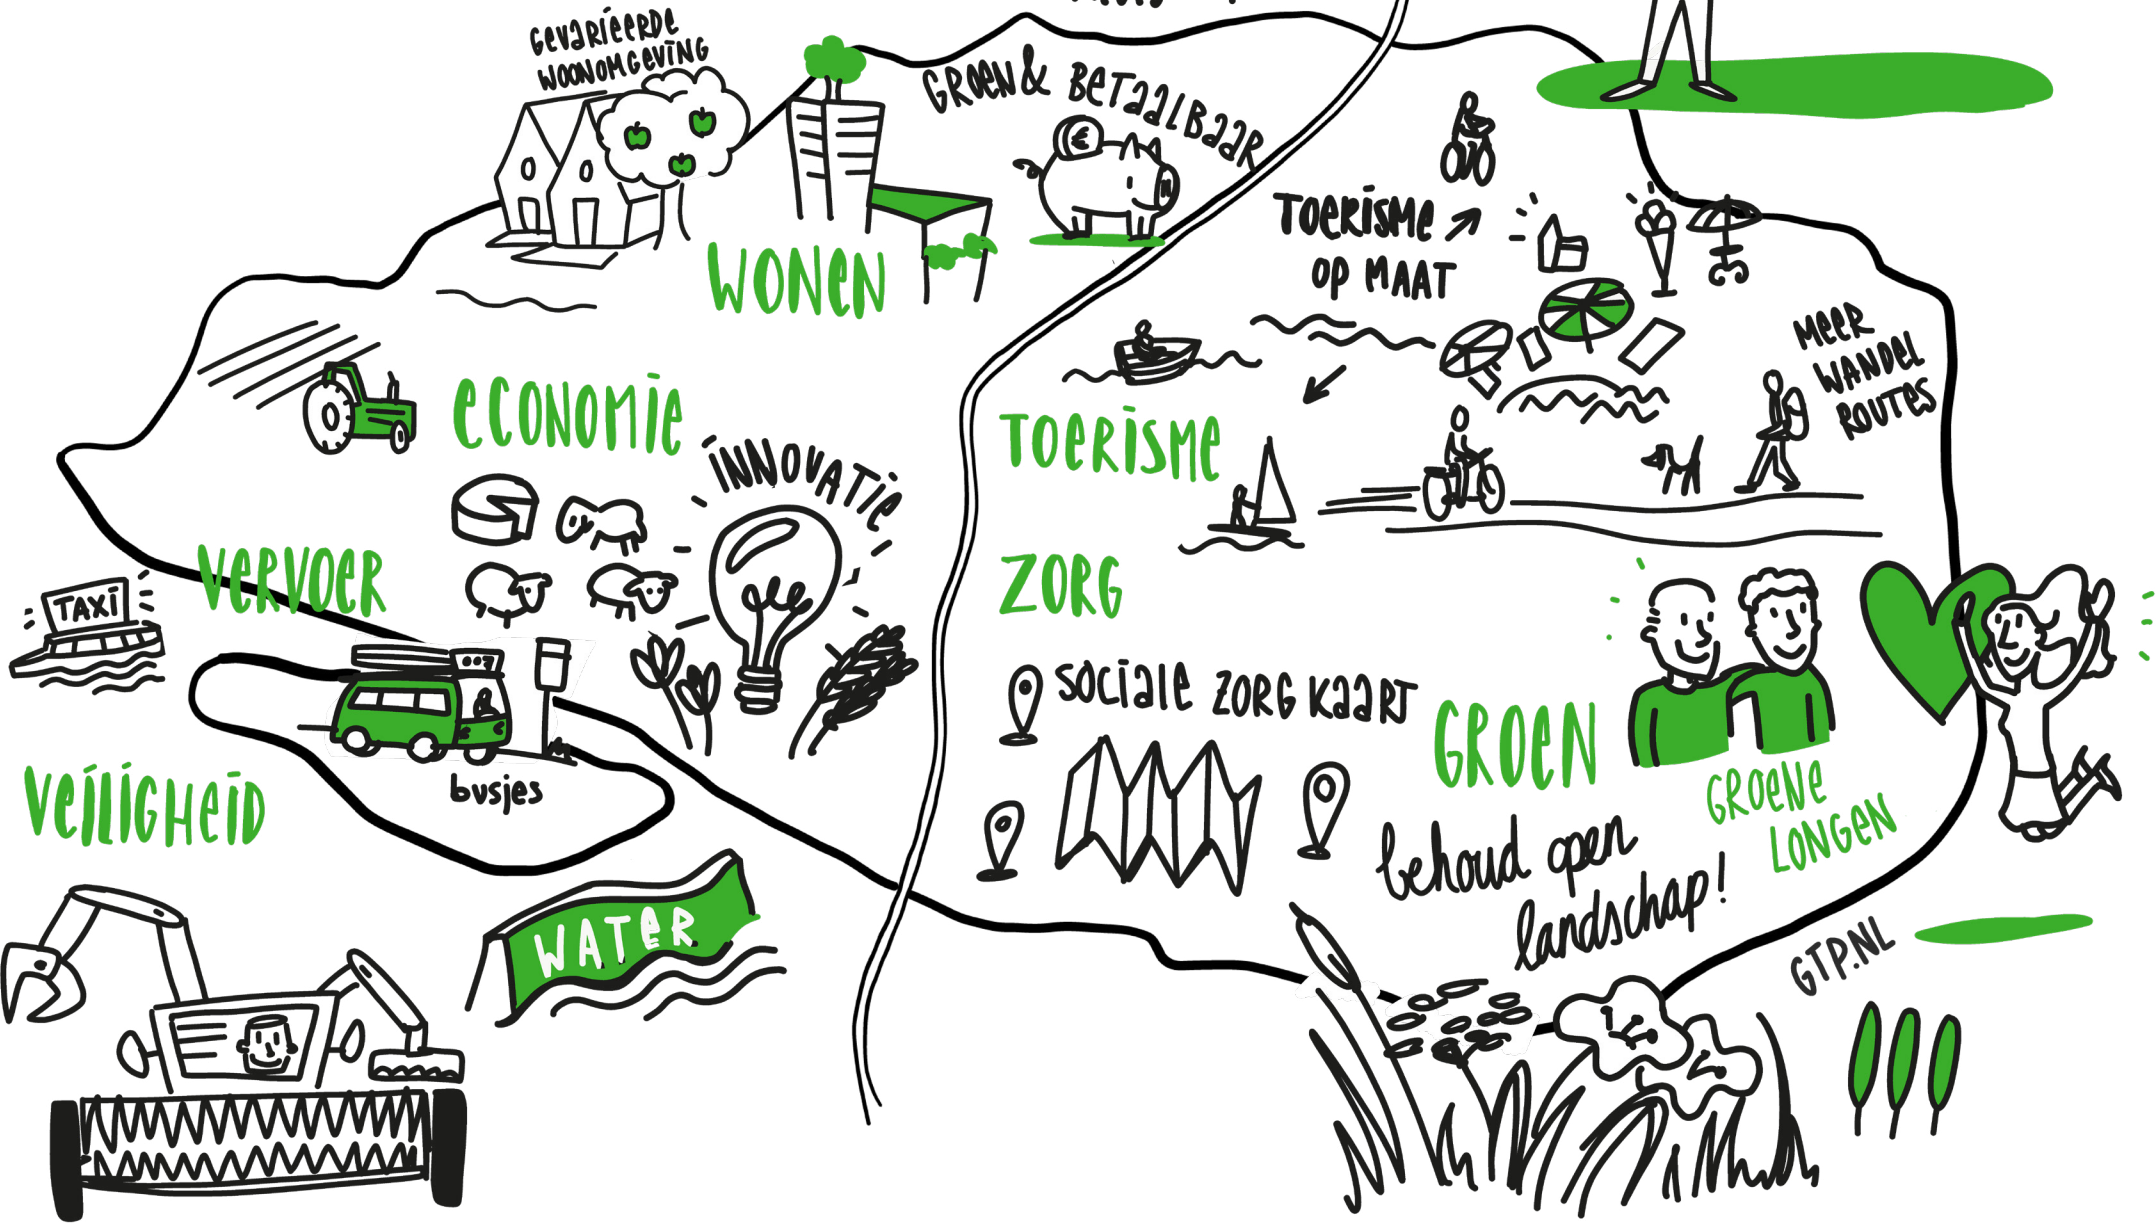 GEVARIEERDE
WOONOMGEVING
GROEN & BETAALBAAR
€
WONEN
TOERISME
OP MAAT
MEER
WANDEL
ROUTES
ECONOMIE
INNOVATIE
TOERISME
VERVOER
TAXI
ZORG
SOCIALE ZORG KAART
GROEN
busjes
VEILIGHEID
GROENE
LONGEN
behoud open
landschap!
WATER
GTP.NL